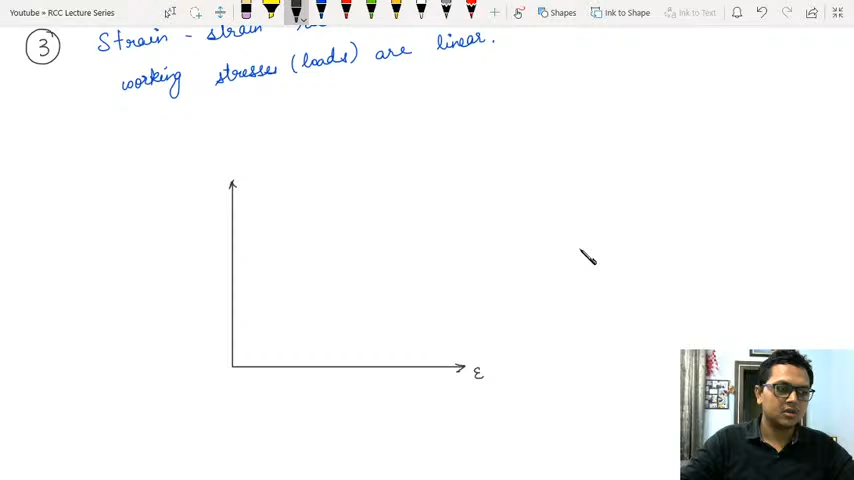 Youtube » RCC Lecture Series
Shapes
Ink to Shape
Ink to Text
3
Strain - strain
working stresses (loads) are linear.
ε